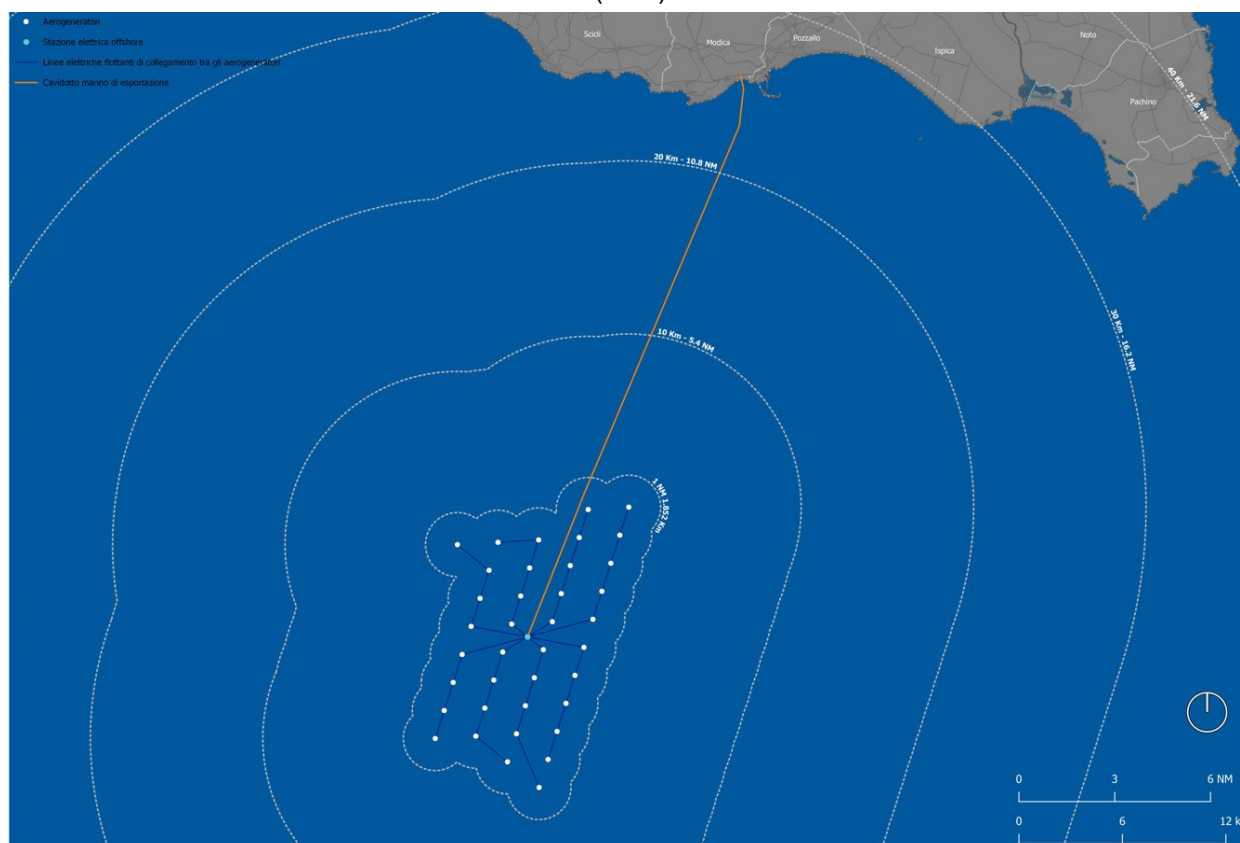 Aerogeneratori
Stazione elettrica offshore
Linee elettriche flottanti di collegamento tra gli aerogeneratori
Cavidotto marino di esportazione
Scicli
Modica
Pozzallo
Ispica
Noto
Pachino
40 Km - 21.6 NM
20 Km - 10.8 NM
30 Km - 16.2 NM
10 Km - 5.4 NM
1 NM 1.852 Km
0 3 6 NM
0 6 12 k